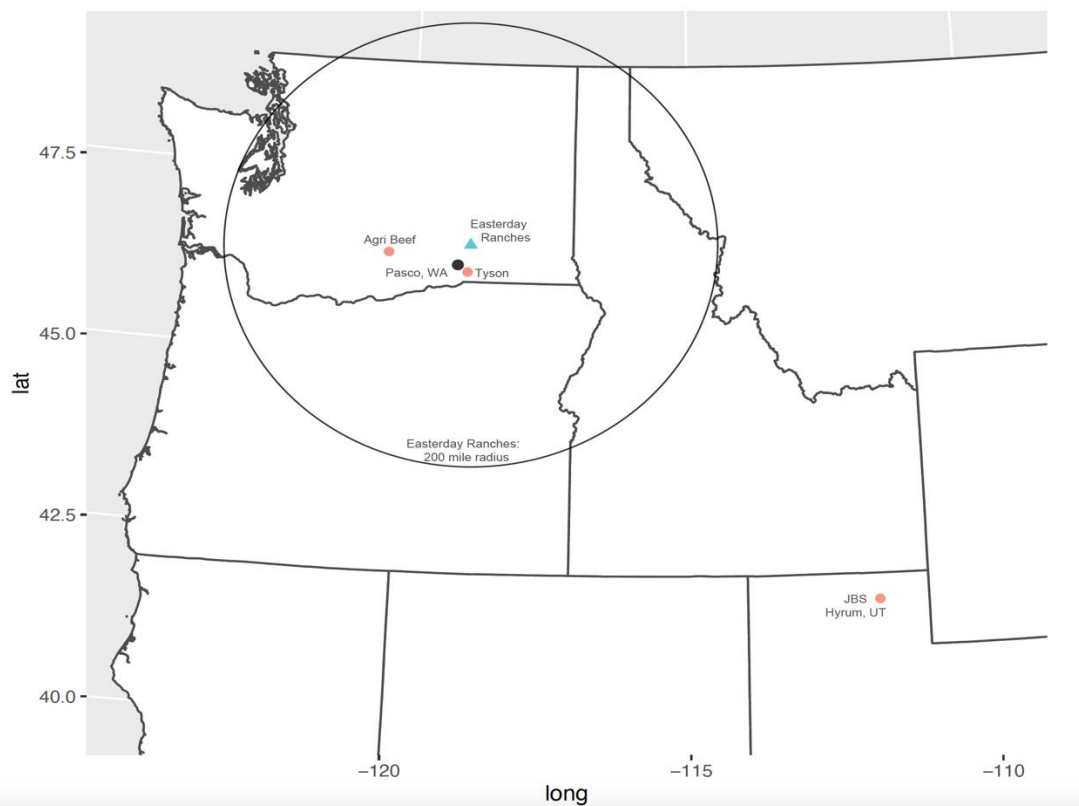 47.5
45.0
42.5
40.0
lat
Agri Beef
Easterday
Ranches
Pasco, WA
Tyson
Easterday Ranches:
200 mile radius
JBS
Hyrum, UT
−120
−115
−110
long